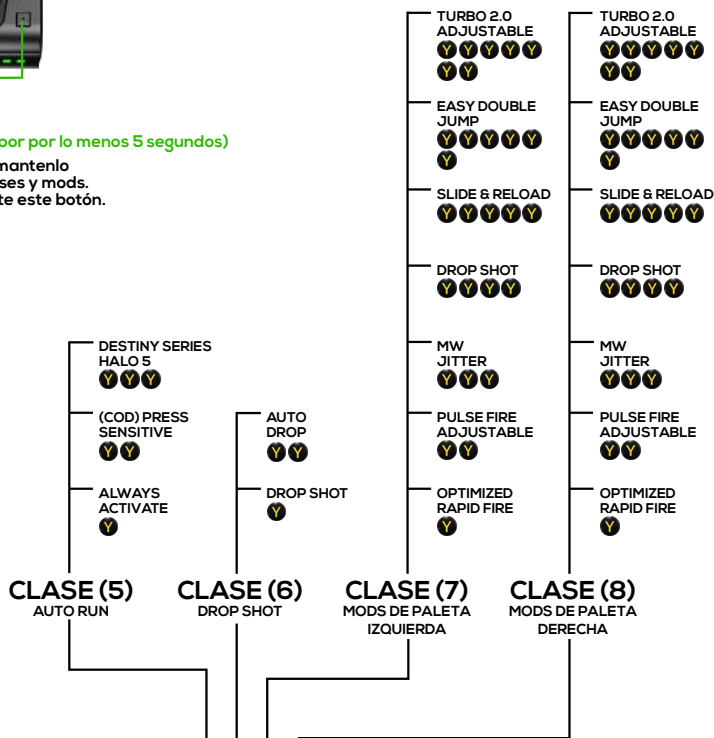 por por lo menos 5 segundos)
mantenlo
ses y mods.
te este botón.
DESTINY SERIES
HALO 5
Y Y Y
(COD) PRESS
SENSITIVE
Y Y
ALWAYS
ACTIVATE
Y
CLASE (5)
AUTO RUN
AUTO
DROP
Y Y
DROP SHOT
Y
CLASE (6)
DROP SHOT
TURBO 2.0
ADJUSTABLE
Y Y Y Y Y
Y Y
EASY DOUBLE
JUMP
Y Y Y Y Y
Y
SLIDE & RELOAD
Y Y Y Y Y
DROP SHOT
Y Y Y Y
MW
JITTER
Y Y Y
PULSE FIRE
ADJUSTABLE
Y Y
OPTIMIZED
RAPID FIRE
Y
CLASE (7)
MODS DE PALETA
IZQUIERDA
TURBO 2.0
ADJUSTABLE
Y Y Y Y Y
Y Y
EASY DOUBLE
JUMP
Y Y Y Y Y
Y
SLIDE & RELOAD
Y Y Y Y Y
DROP SHOT
Y Y Y Y
MW
JITTER
Y Y Y
PULSE FIRE
ADJUSTABLE
Y Y
OPTIMIZED
RAPID FIRE
Y
CLASE (8)
MODS DE PALETA
DERECHA